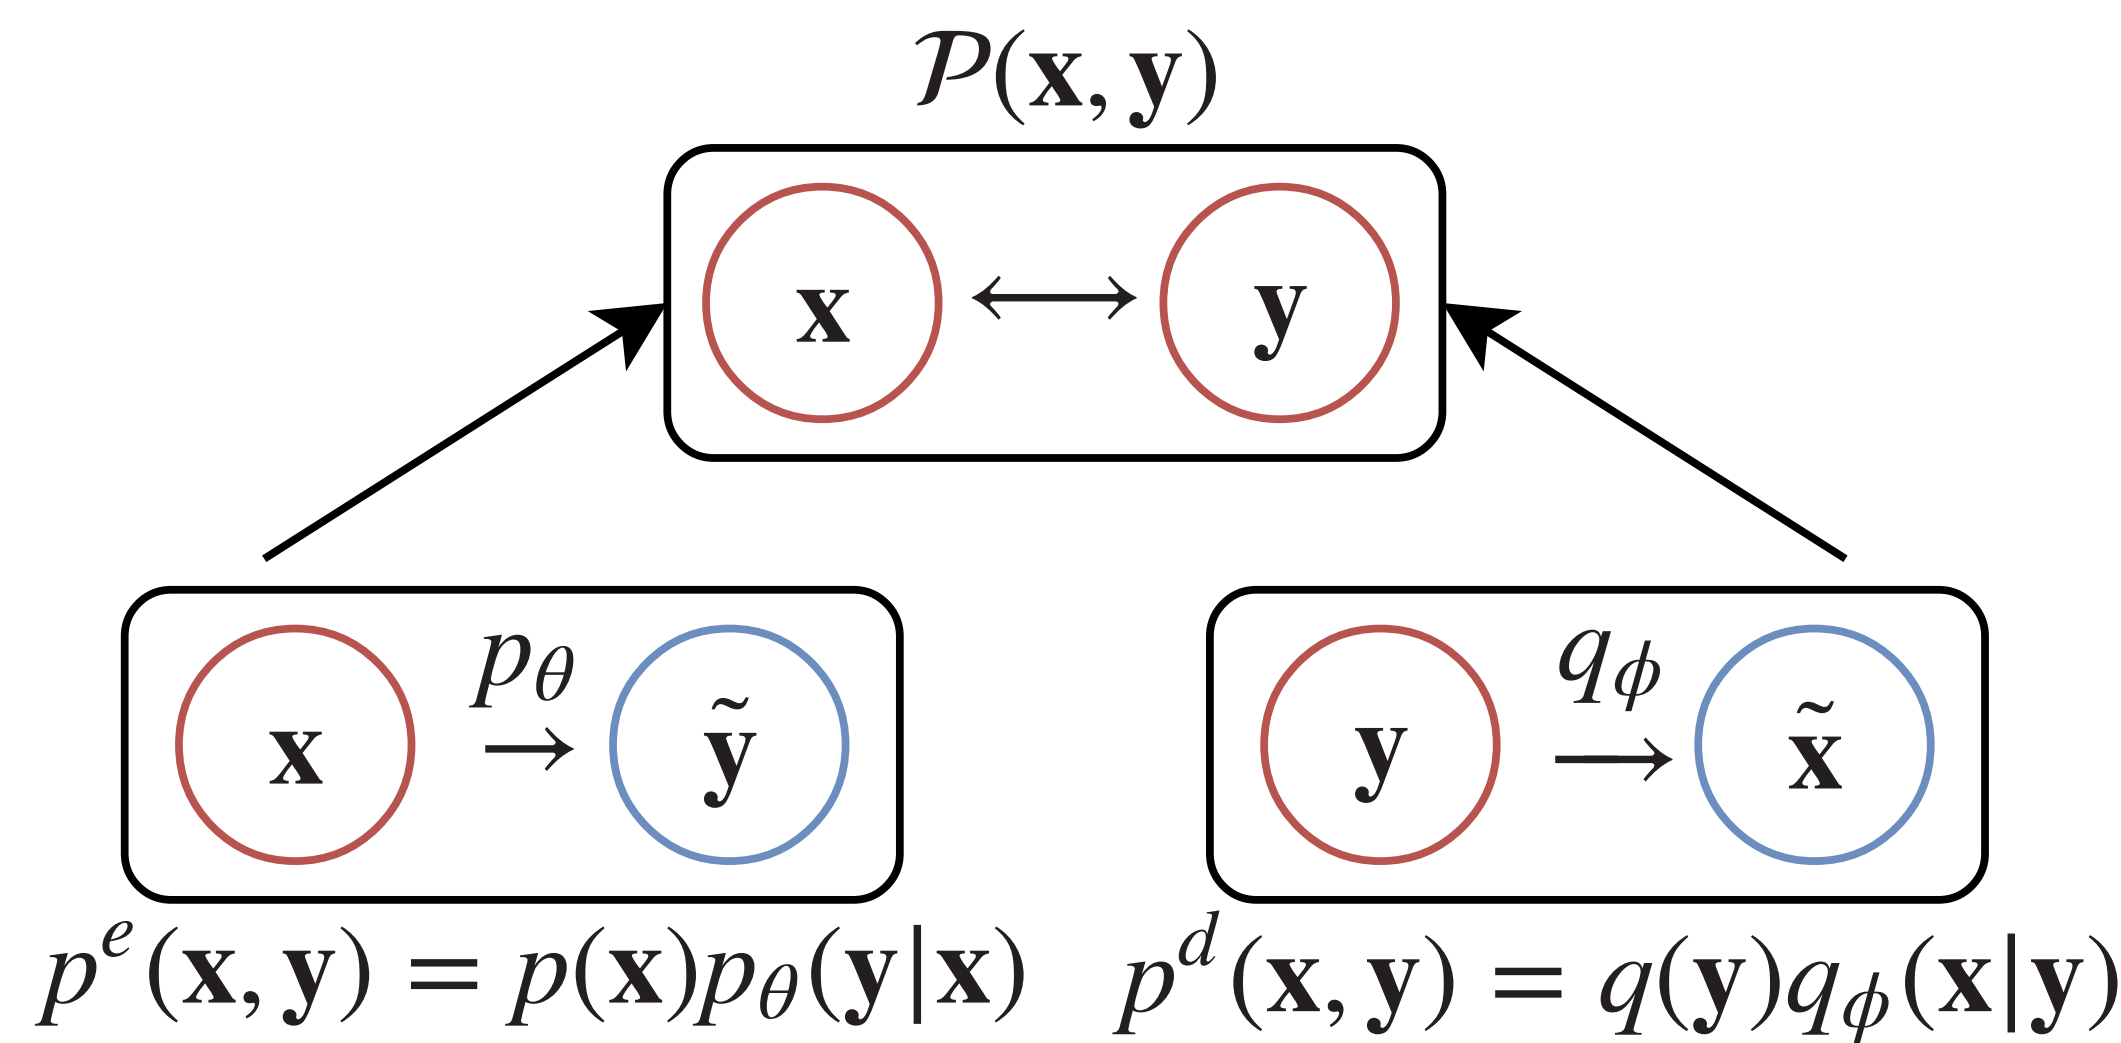 𝒫(x, y)
x ⟷ y
x p_θ → ỹ
y q_ϕ → x̃
p^e(x, y) = p(x)p_θ(y|x)
p^d(x, y) = q(y)q_ϕ(x|y)